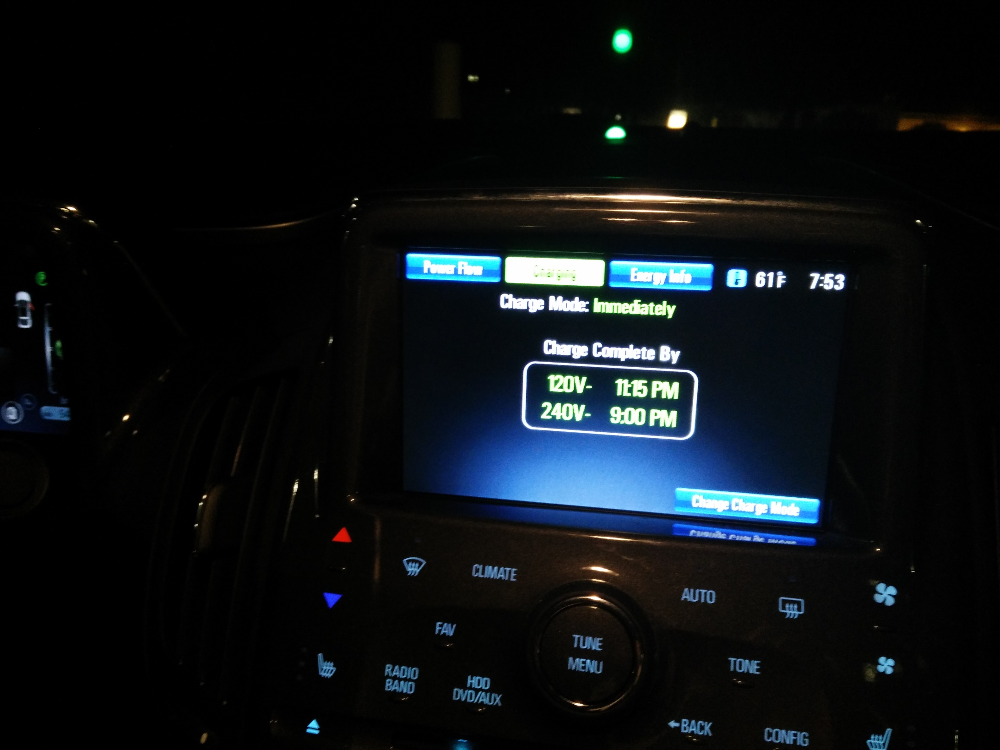 Power Flow Charging Energy Info 61°F 7:53
Charge Mode: Immediately
Charge Complete By
120V- 11:15 PM
240V- 9:00 PM
Change Charge Mode
CLIMATE
AUTO
FAV
TUNE
MENU
TONE
RADIO
BAND
HDD
DVD/AUX
BACK
CONFIG